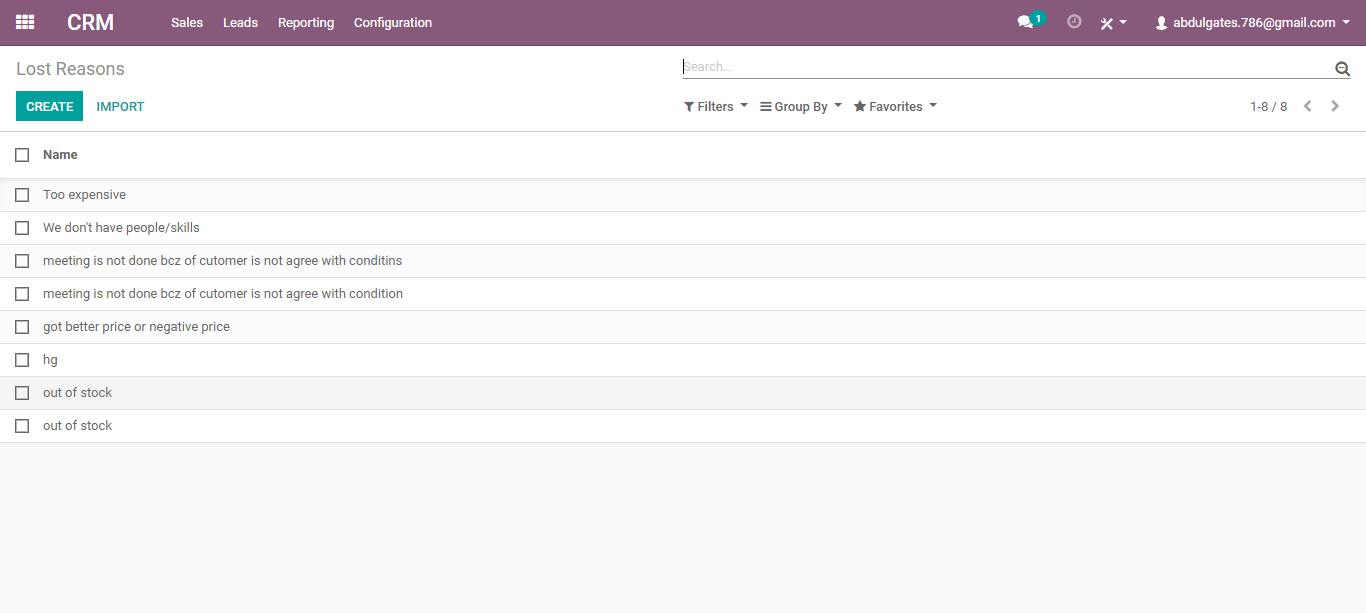 CRM Sales Leads Reporting Configuration 1 abdulgates.786@gmail.com
Lost Reasons Search...
CREATE IMPORT Filters Group By Favorites 1-8 / 8
Name
Too expensive
We don't have people/skills
meeting is not done bcz of cutomer is not agree with conditins
meeting is not done bcz of cutomer is not agree with condition
got better price or negative price
hg
out of stock
out of stock